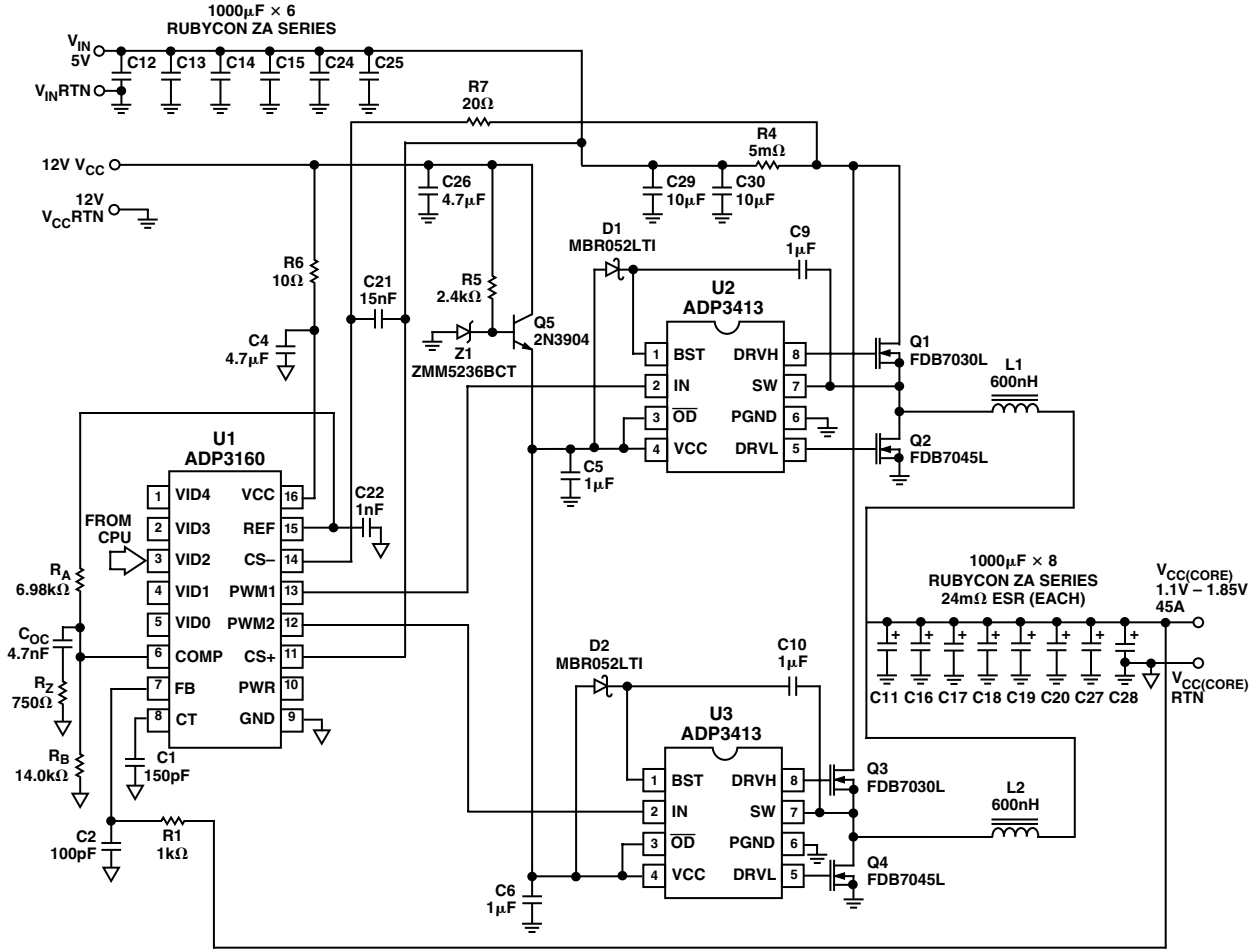 1000μF × 6
RUBYCON ZA SERIES
VIN
5V
C12
C13
C14
C15
C24
C25
VINRTN
R7
20Ω
R4
5mΩ
12V VCC
12V
VCCRTN
C26
4.7μF
C29
10μF
C30
10μF
D1
MBR052LTI
C9
1μF
R6
10Ω
C21
15nF
R5
2.4kΩ
U2
ADP3413
Q5
2N3904
C4
4.7μF
Z1
ZMM5236BCT
1 BST DRVH 8
2 IN SW 7
3 OD PGND 6
4 VCC DRVL 5
Q1
FDB7030L
L1
600nH
Q2
FDB7045L
C5
1μF
U1
ADP3160
C22
1nF
FROM
CPU
1 VID4 VCC 16
2 VID3 REF 15
3 VID2 CS– 14
4 VID1 PWM1 13
5 VID0 PWM2 12
6 COMP CS+ 11
7 FB PWR 10
8 CT GND 9
RA
6.98kΩ
COC
4.7nF
RZ
750Ω
RB
14.0kΩ
C1
150pF
C2
100pF
R1
1kΩ
1000μF × 8
RUBYCON ZA SERIES
24mΩ ESR (EACH)
VCC(CORE)
1.1V – 1.85V
45A
+ + + + + + + +
C11 C16 C17 C18 C19 C20 C27 C28
VCC(CORE)
RTN
D2
MBR052LTI
C10
1μF
U3
ADP3413
1 BST DRVH 8
2 IN SW 7
3 OD PGND 6
4 VCC DRVL 5
Q3
FDB7030L
L2
600nH
Q4
FDB7045L
C6
1μF